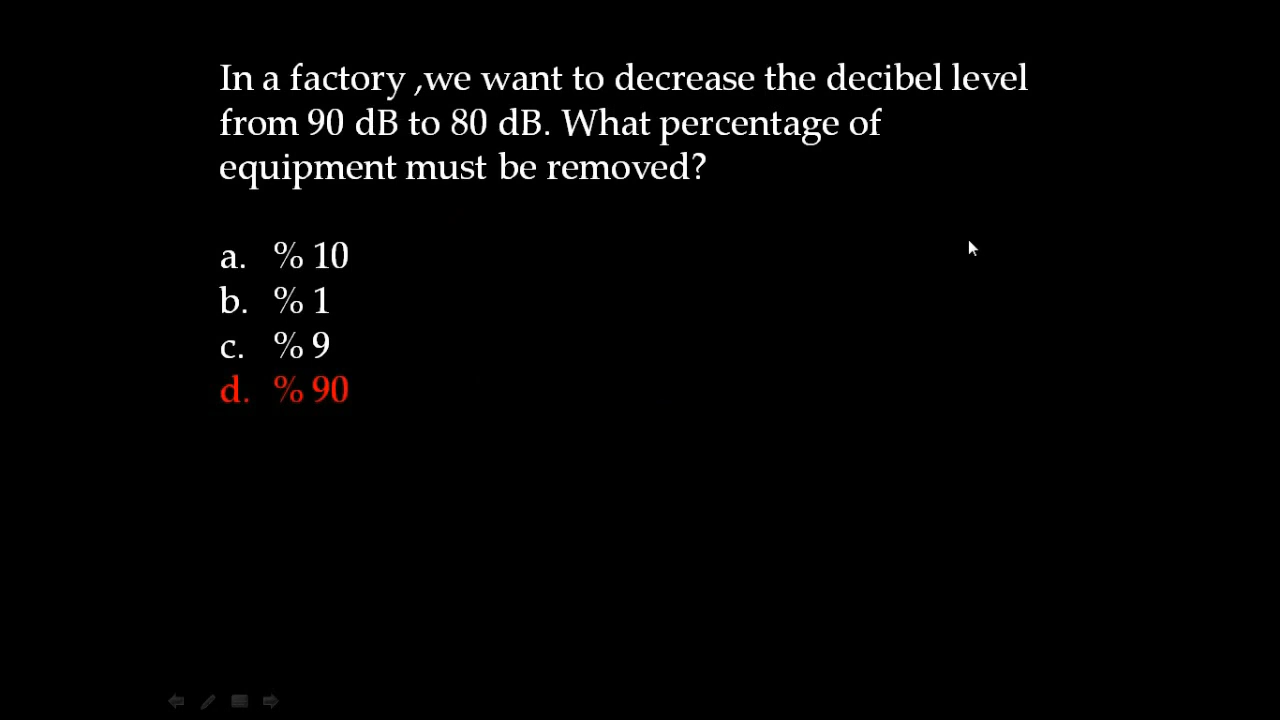 In a factory ,we want to decrease the decibel level
from 90 dB to 80 dB. What percentage of
equipment must be removed?
a. % 10
b. % 1
c. % 9
d. % 90